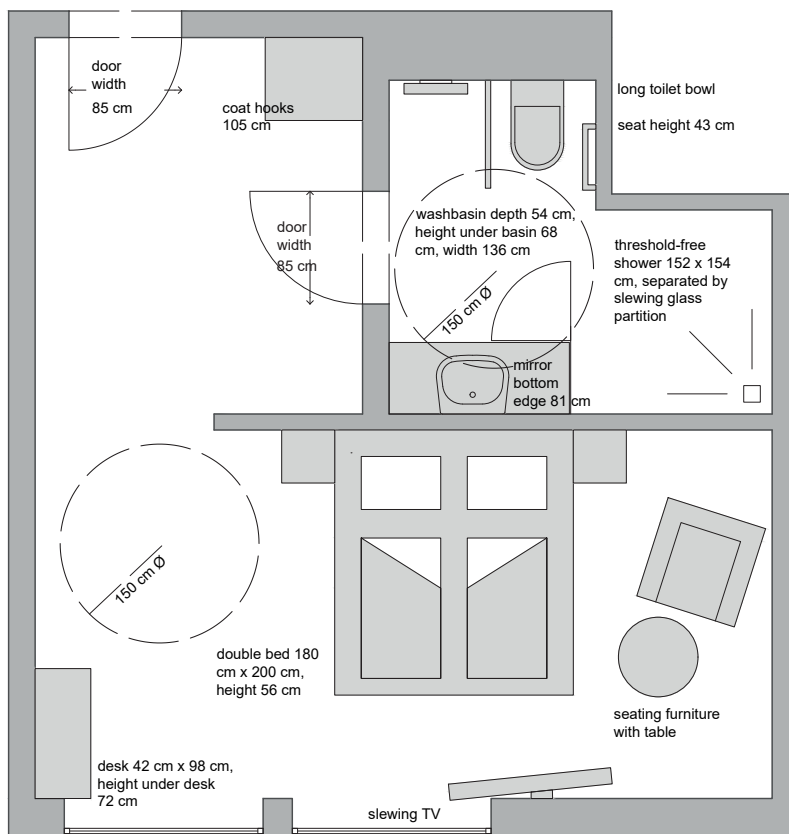 door
width
85 cm
coat hooks
105 cm
long toilet bowl
seat height 43 cm
door
width
85 cm
washbasin depth 54 cm,
height under basin 68
cm, width 136 cm
threshold-free
shower 152 x 154
cm, separated by
slewing glass
partition
150 cm Ø
mirror
bottom
edge 81 cm
150 cm Ø
double bed 180
cm x 200 cm,
height 56 cm
seating furniture
with table
desk 42 cm x 98 cm,
height under desk
72 cm
slewing TV